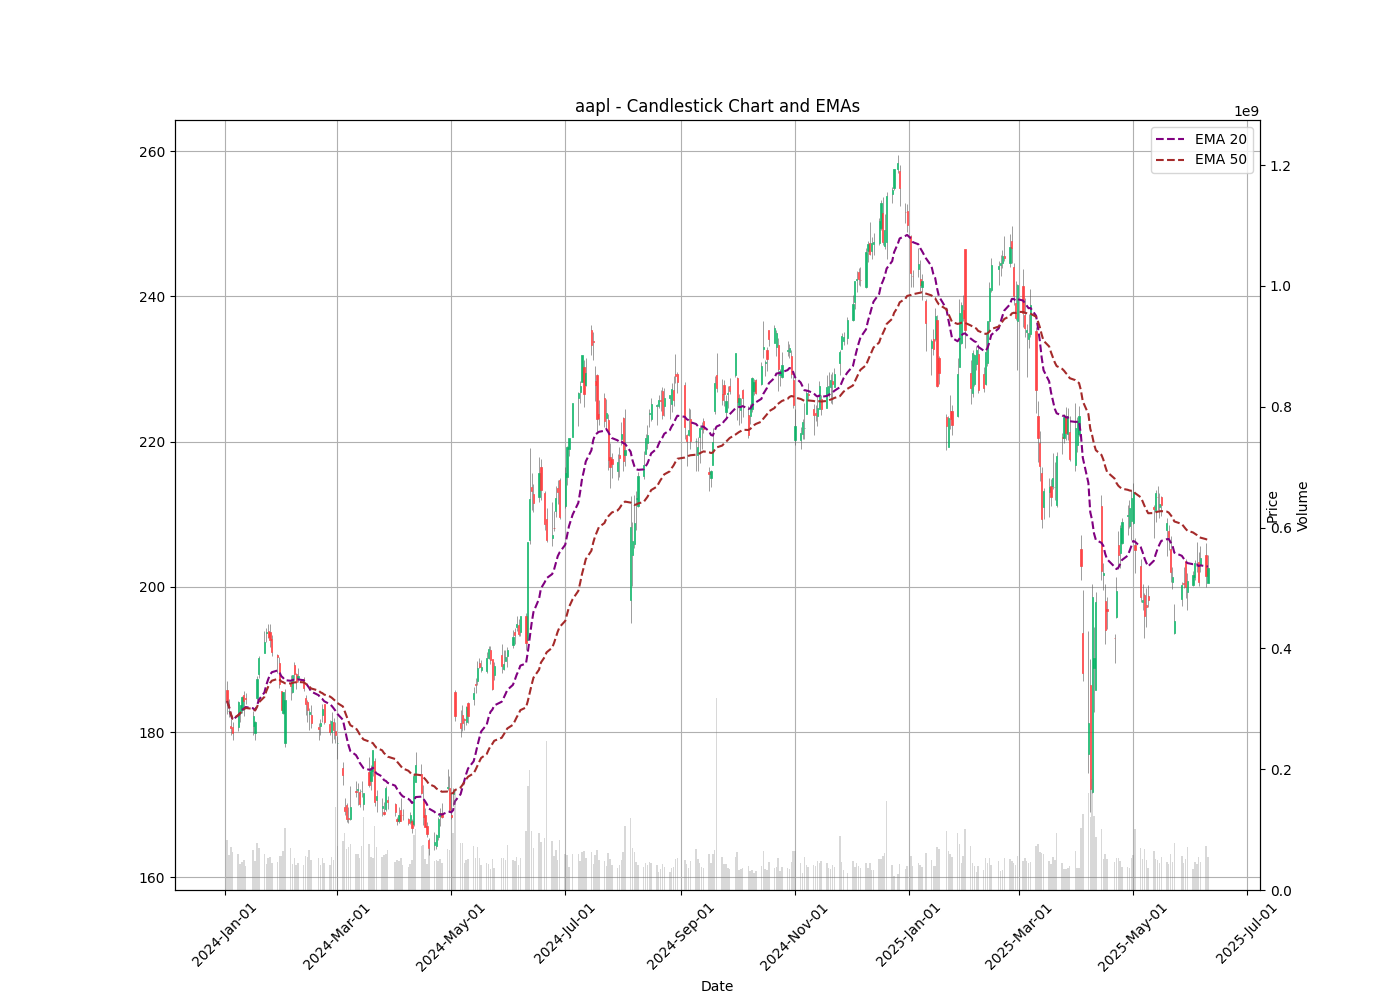 aapl - Candlestick Chart and EMAs
1e9
EMA 20
EMA 50
260
240
220
200
180
160
1.2
1.0
0.8
0.6
0.4
0.2
0.0
Price
Volume
2024-Jan-01
2024-Mar-01
2024-May-01
2024-Jul-01
2024-Sep-01
2024-Nov-01
2025-Jan-01
2025-Mar-01
2025-May-01
2025-Jul-01
Date